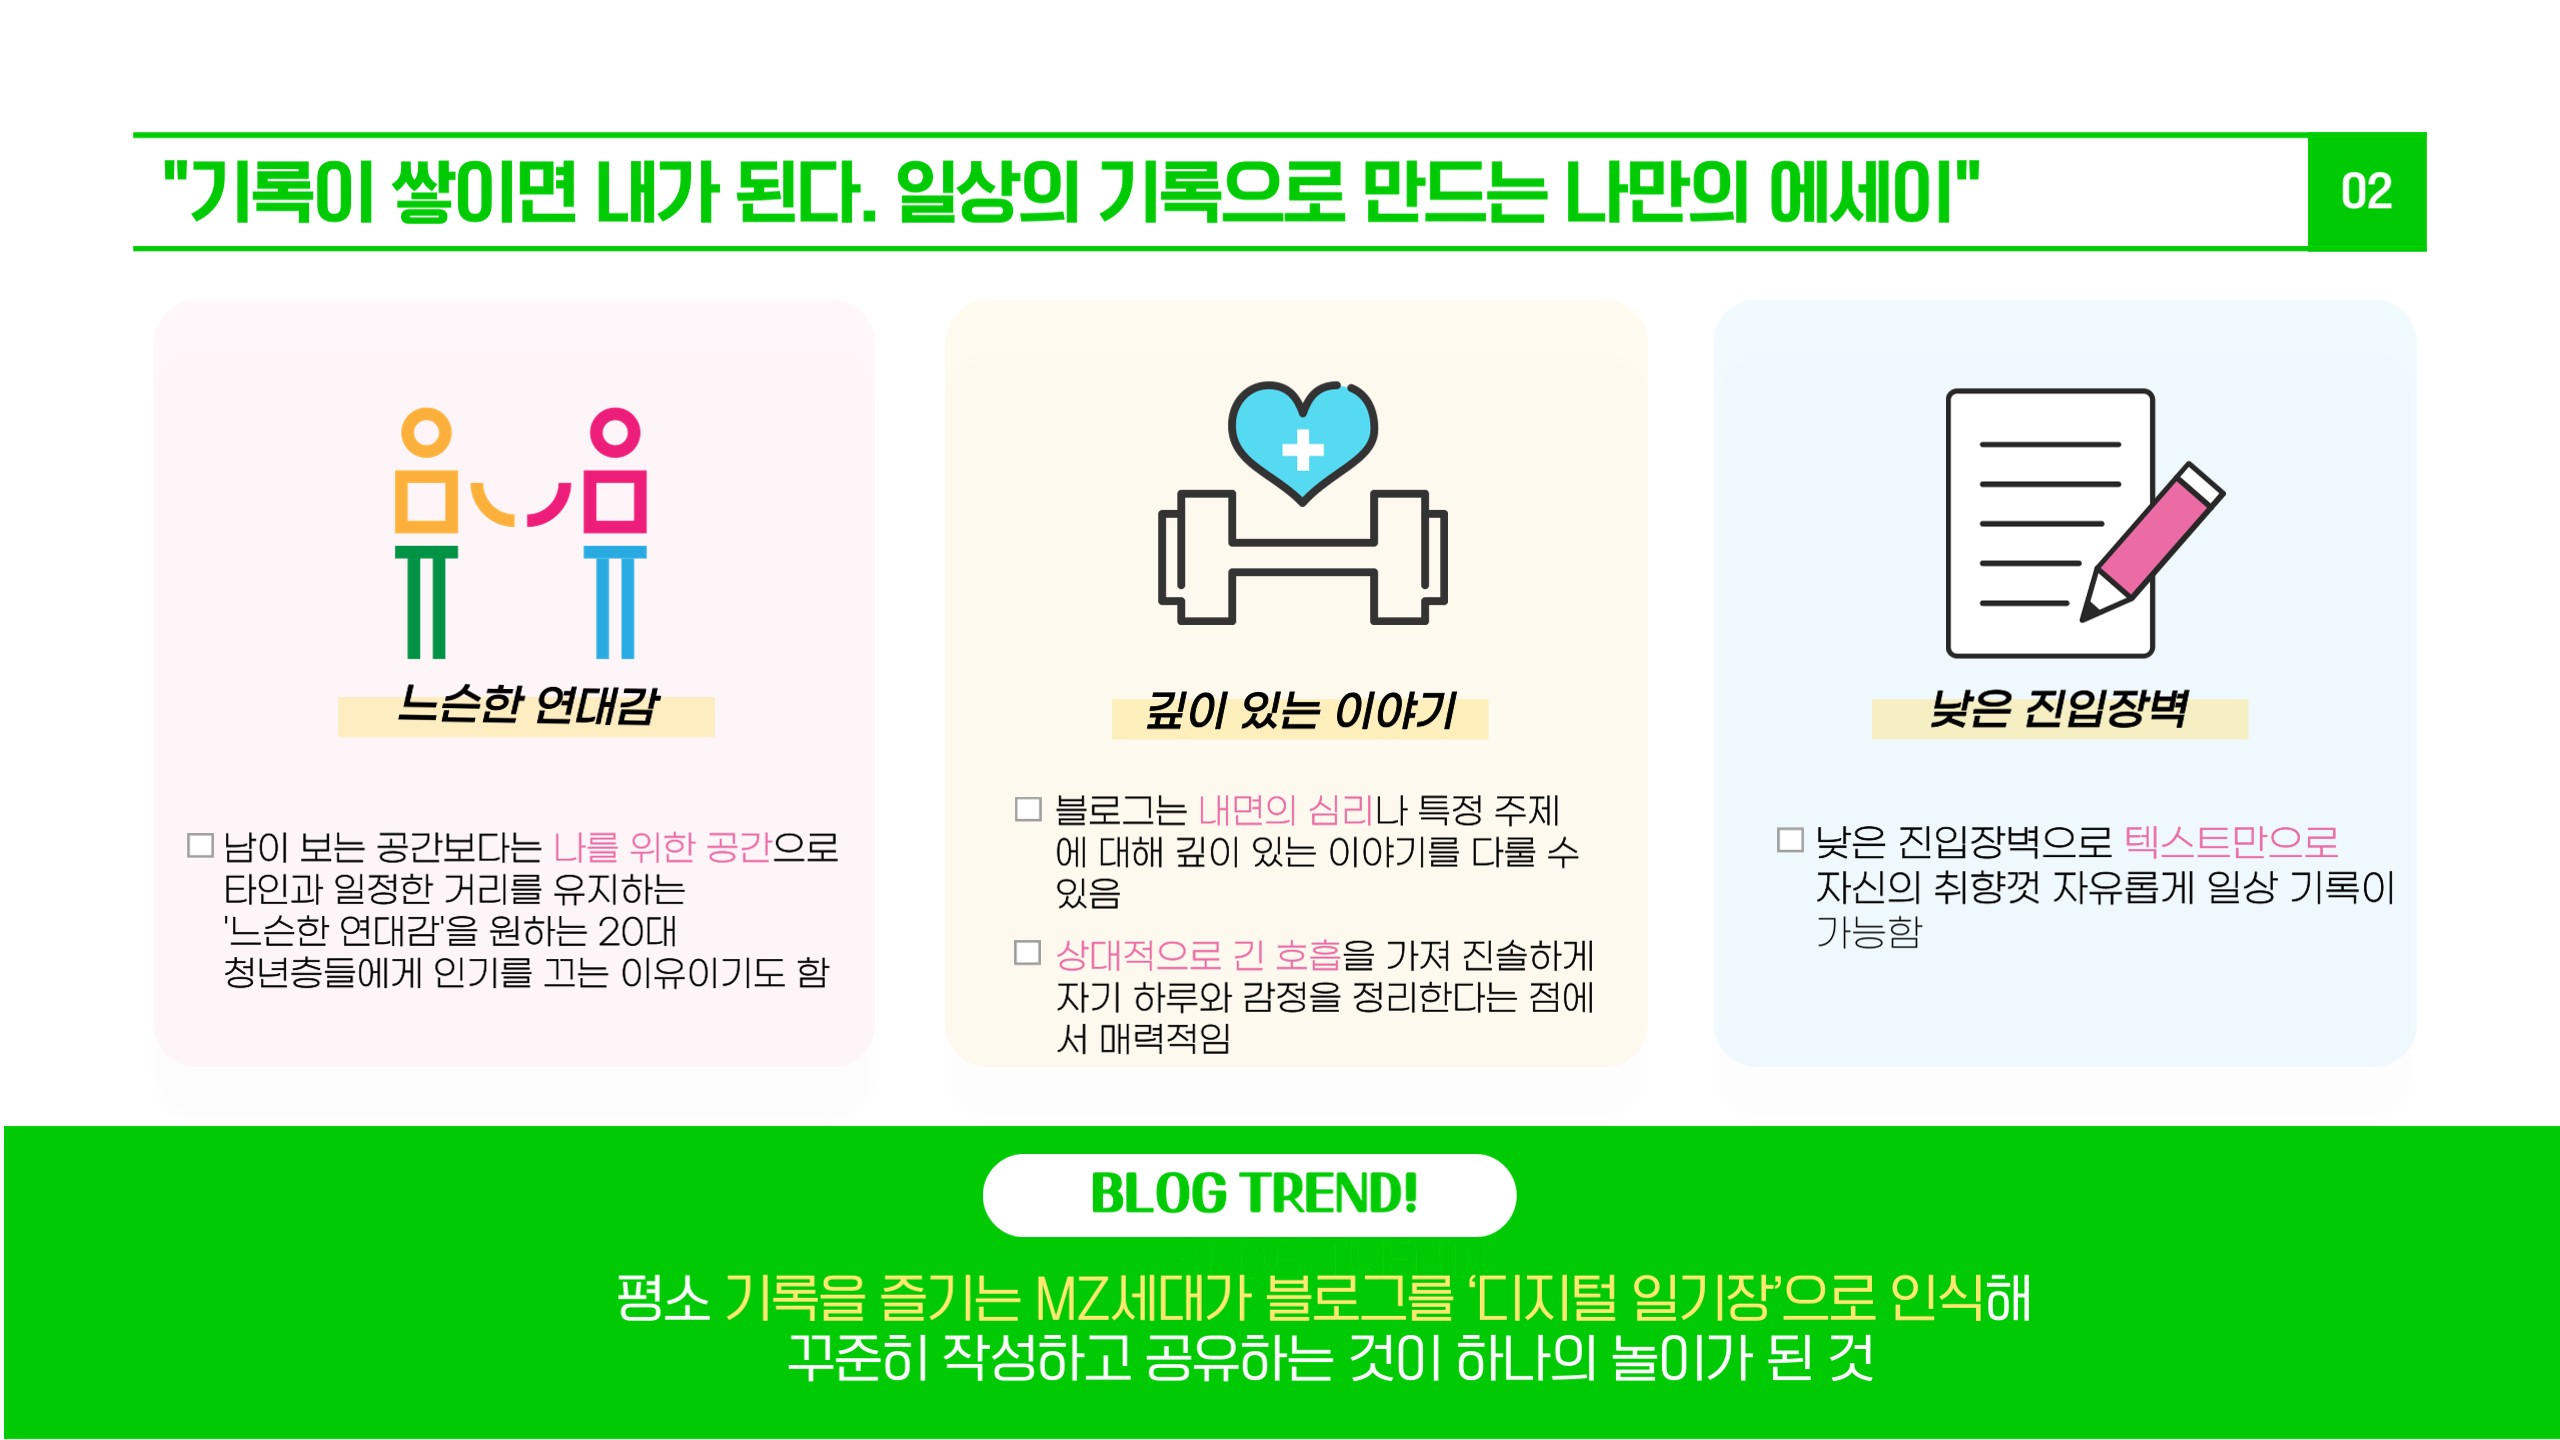 "기록이 쌓이면 내가 된다. 일상의 기록으로 만드는 나만의 에세이"
02
느슨한 연대감
남이 보는 공간보다는 나를 위한 공간으로
타인과 일정한 거리를 유지하는
'느슨한 연대감'을 원하는 20대
청년층들에게 인기를 끄는 이유이기도 함
깊이 있는 이야기
블로그는 내면의 심리나 특정 주제
에 대해 깊이 있는 이야기를 다룰 수
있음
상대적으로 긴 호흡을 가져 진솔하게
자기 하루와 감정을 정리한다는 점에
서 매력적임
낮은 진입장벽
낮은 진입장벽으로 텍스트만으로
자신의 취향껏 자유롭게 일상 기록이
가능함
BLOG TREND!
평소 기록을 즐기는 MZ세대가 블로그를 ‘디지털 일기장’으로 인식해
꾸준히 작성하고 공유하는 것이 하나의 놀이가 된 것